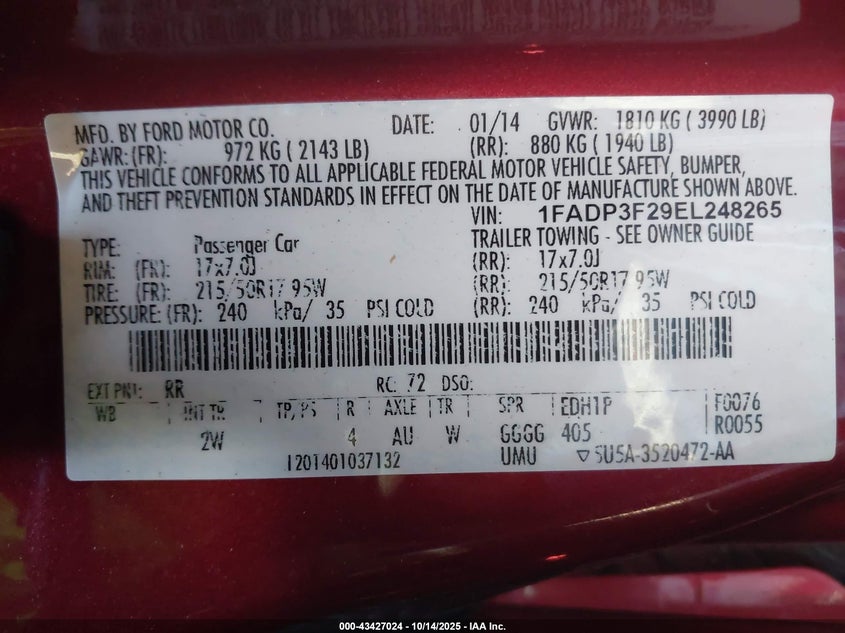 MFD. BY FORD MOTOR CO. DATE: 01/14 GVWR: 1810 KG ( 3990 LB)
GAWR: (FR): 972 KG ( 2143 LB) (RR): 880 KG ( 1940 LB)
THIS VEHICLE CONFORMS TO ALL APPLICABLE FEDERAL MOTOR VEHICLE SAFETY, BUMPER,
AND THEFT PREVENTION STANDARDS IN EFFECT ON THE DATE OF MANUFACTURE SHOWN ABOVE.
VIN: 1FADP3F29EL248265
TYPE: Passenger Car TRAILER TOWING - SEE OWNER GUIDE
RIM: (FR): 17x7.0J (RR): 17x7.0J
TIRE: (FR): 215/50R17 95W (RR): 215/50R17 95W
PRESSURE: (FR): 240 kPa/ 35 PSI COLD (RR): 240 kPa/ 35 PSI COLD
EXT PNT: RR RC: 72 DSO:
WB INT TR TP/PS R AXLE TR SPR EDH1P F0076
2W 4 AU W GGGG 405 R0055
I201401037132 UMU ▽5U5A-3520472-AA
000-43427024 | 10/14/2025 - IAA Inc.